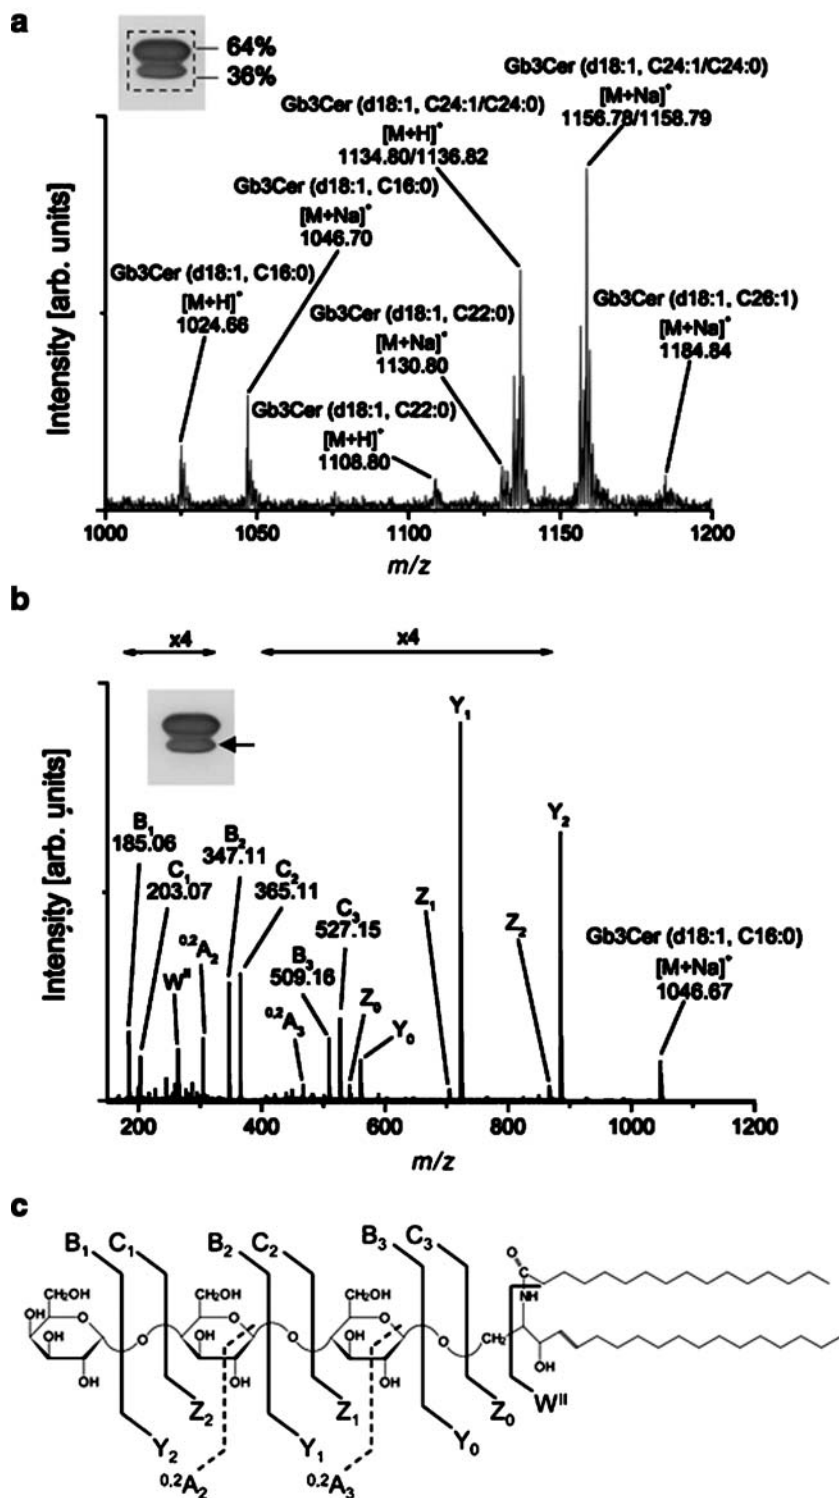 a
64%
36%
Gb3Cer (d18:1, C24:1/C24:0)
[M+Na]+
1156.78/1158.79
Gb3Cer (d18:1, C24:1/C24:0)
[M+H]+
1134.80/1136.82
Gb3Cer (d18:1, C16:0)
[M+Na]+
1046.70
Gb3Cer (d18:1, C16:0)
[M+H]+
1024.66
Gb3Cer (d18:1, C22:0)
[M+Na]+
1130.80
Gb3Cer (d18:1, C26:1)
[M+Na]+
1184.84
Gb3Cer (d18:1, C22:0)
[M+H]+
1108.80
Intensity [arb. units]
1000 1050 1100 1150 1200
m/z
b
x4 x4
Y1
B1
185.06
C1
203.07
0,2A2
WII
B2
347.11
C2
365.11
C3
527.15
B3
509.16
0,2A3
Z0
Y0
Z1
Z2
Y2
Gb3Cer (d18:1, C16:0)
[M+Na]+
1046.67
Intensity [arb. units]
200 400 600 800 1000 1200
m/z
c
B1 C1 B2 C2 B3 C3
O
C
NH
CH2OH CH2OH CH2OH
OH O O O O O O CH2
OH OH OH OH
OH OH OH OH
Z2 Z1 Z0 WII
Y2 Y1 Y0
0,2A2 0,2A3